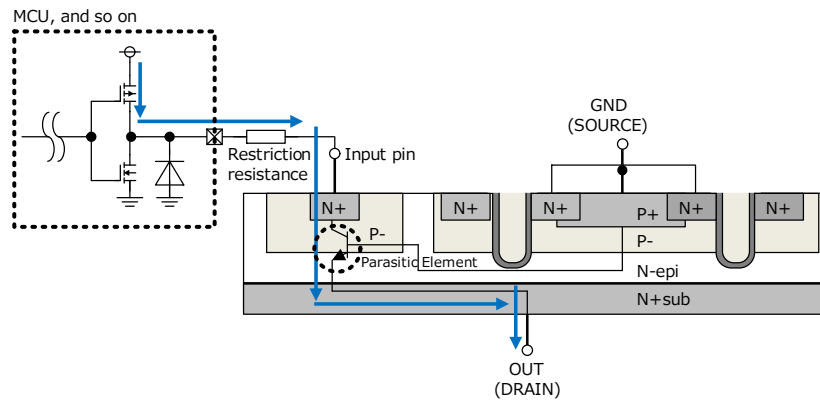 MCU, and so on
GND
(SOURCE)
Restriction
resistance
Input pin
N+
N+
N+
P+
N+
N+
P-
P-
Parasitic Element
N-epi
N+sub
OUT
(DRAIN)